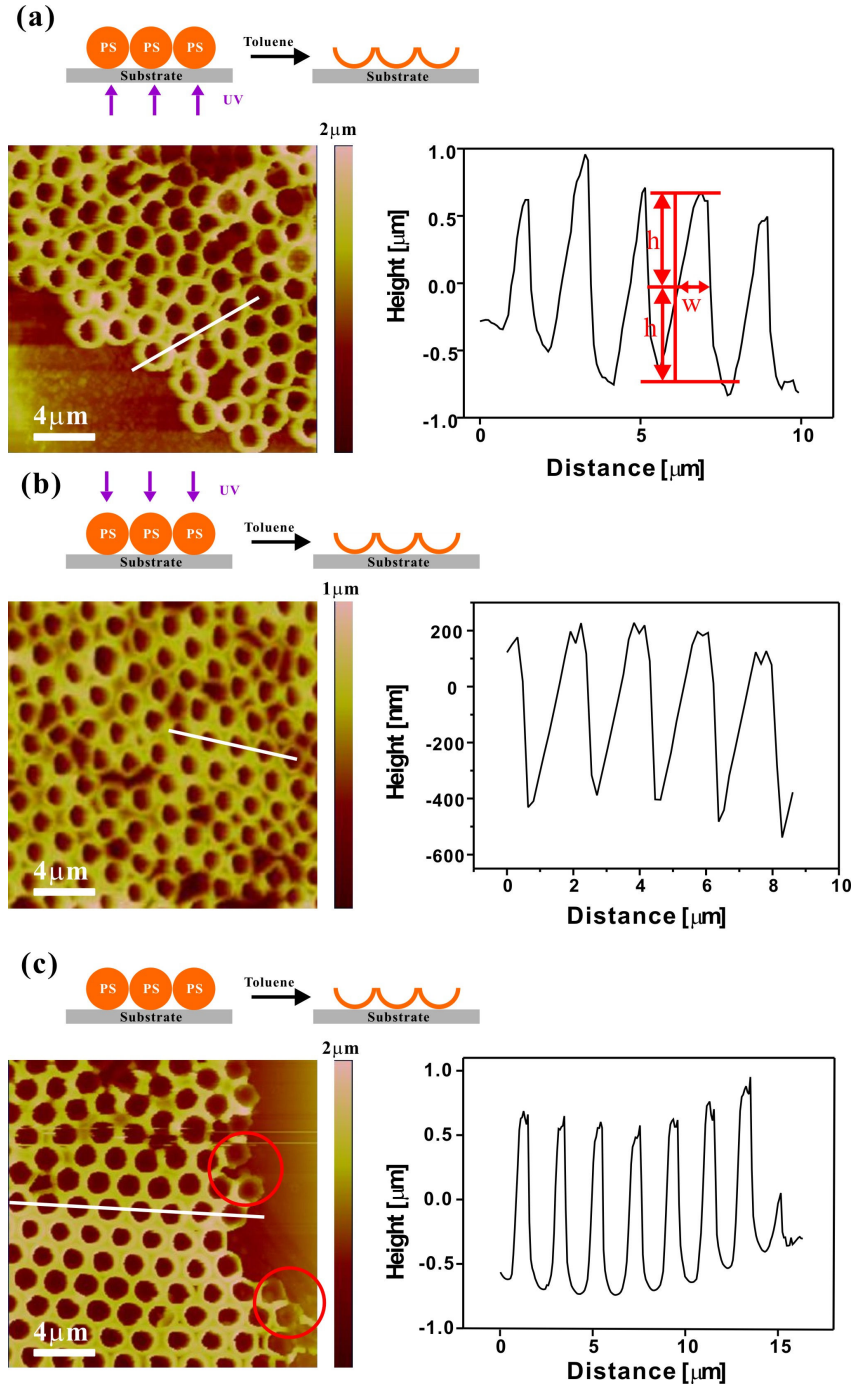 (a)
PS PS PS
Toluene
Substrate
Substrate
UV
2μm
4μm
Height [μm]
1.0
0.5
0.0
-0.5
-1.0
h
h
w
0 5 10
Distance [μm]
(b)
UV
PS PS PS
Toluene
Substrate
Substrate
1μm
4μm
Height [nm]
200
0
-200
-400
-600
0 2 4 6 8 10
Distance [μm]
(c)
PS PS PS
Toluene
Substrate
Substrate
2μm
4μm
Height [μm]
1.0
0.5
0.0
-0.5
-1.0
0 5 10 15
Distance [μm]